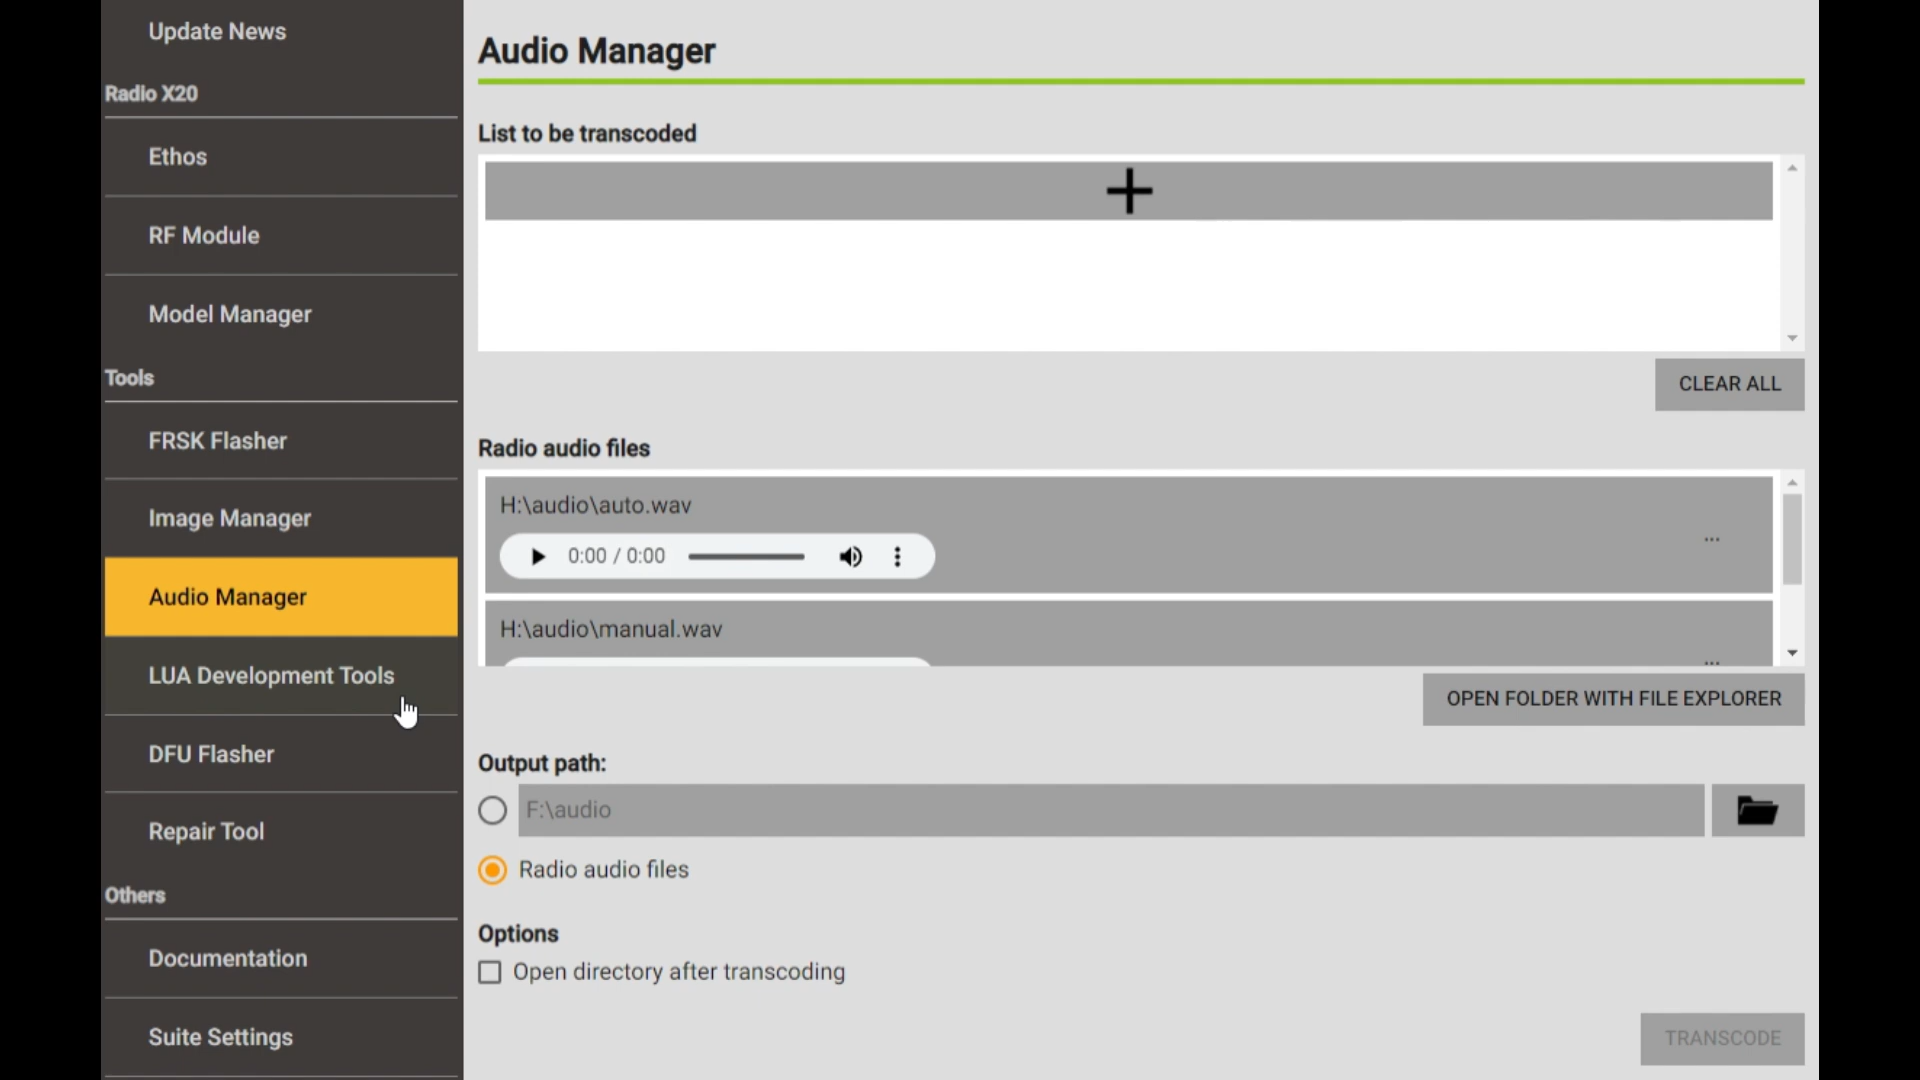 Update News
Radio X20
Ethos
RF Module
Model Manager
Tools
FRSK Flasher
Image Manager
Audio Manager
LUA Development Tools
DFU Flasher
Repair Tool
Others
Documentation
Suite Settings
Audio Manager
List to be transcoded
CLEAR ALL
Radio audio files
H:\audio\auto.wav
...
0:00 / 0:00
H:\audio\manual.wav
...
OPEN FOLDER WITH FILE EXPLORER
Output path:
F:\audio
Radio audio files
Options
Open directory after transcoding
TRANSCODE